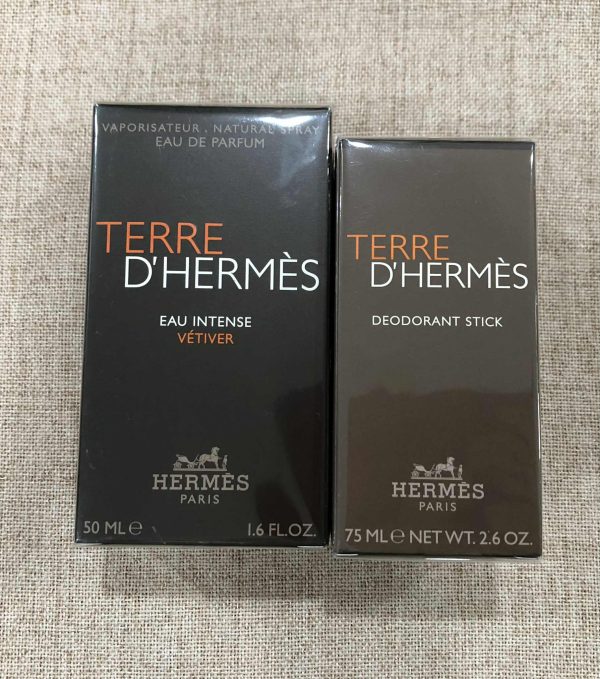 VAPORISATEUR . NATURAL SPRAY
EAU DE PARFUM
TERRE
D'HERMÈS
EAU INTENSE
VÉTIVER
HERMÈS
PARIS
50 ML℮ 1.6 FL.OZ.
TERRE
D'HERMÈS
DEODORANT STICK
HERMÈS
PARIS
75 ML℮ NET WT. 2.6 OZ.